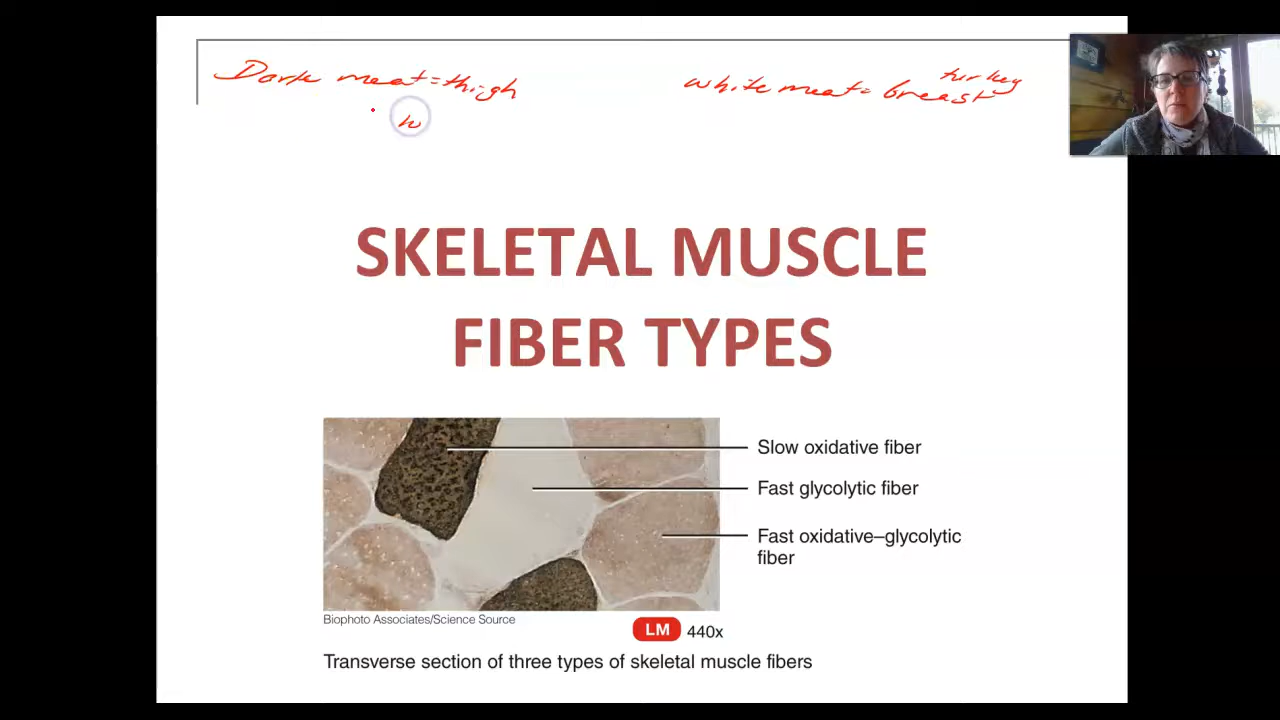 turkey
Dark meat = thigh white meat = breast
w
SKELETAL MUSCLE
FIBER TYPES
Slow oxidative fiber
Fast glycolytic fiber
Fast oxidative–glycolytic
fiber
Biophoto Associates/Science Source
LM 440x
Transverse section of three types of skeletal muscle fibers